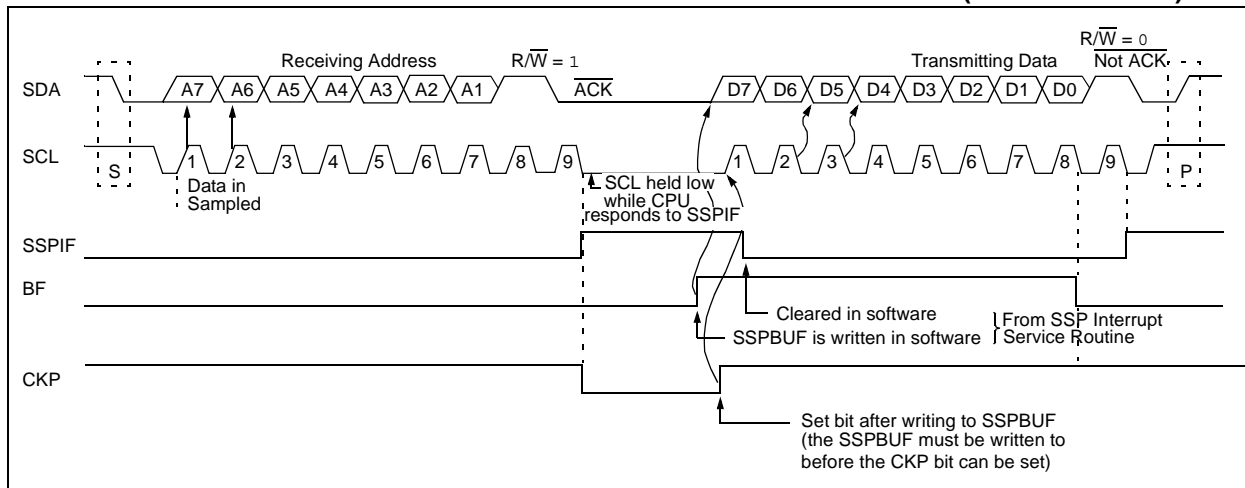 R/W = 0
Receiving Address R/W = 1 Transmitting Data Not ACK
SDA A7 A6 A5 A4 A3 A2 A1 ACK D7 D6 D5 D4 D3 D2 D1 D0
SCL 1 2 3 4 5 6 7 8 9 1 2 3 4 5 6 7 8 9
S P
Data in
Sampled
SCL held low
while CPU
responds to SSPIF
SSPIF
BF
Cleared in software
SSPBUF is written in software
From SSP Interrupt
Service Routine
CKP
Set bit after writing to SSPBUF
(the SSPBUF must be written to
before the CKP bit can be set)